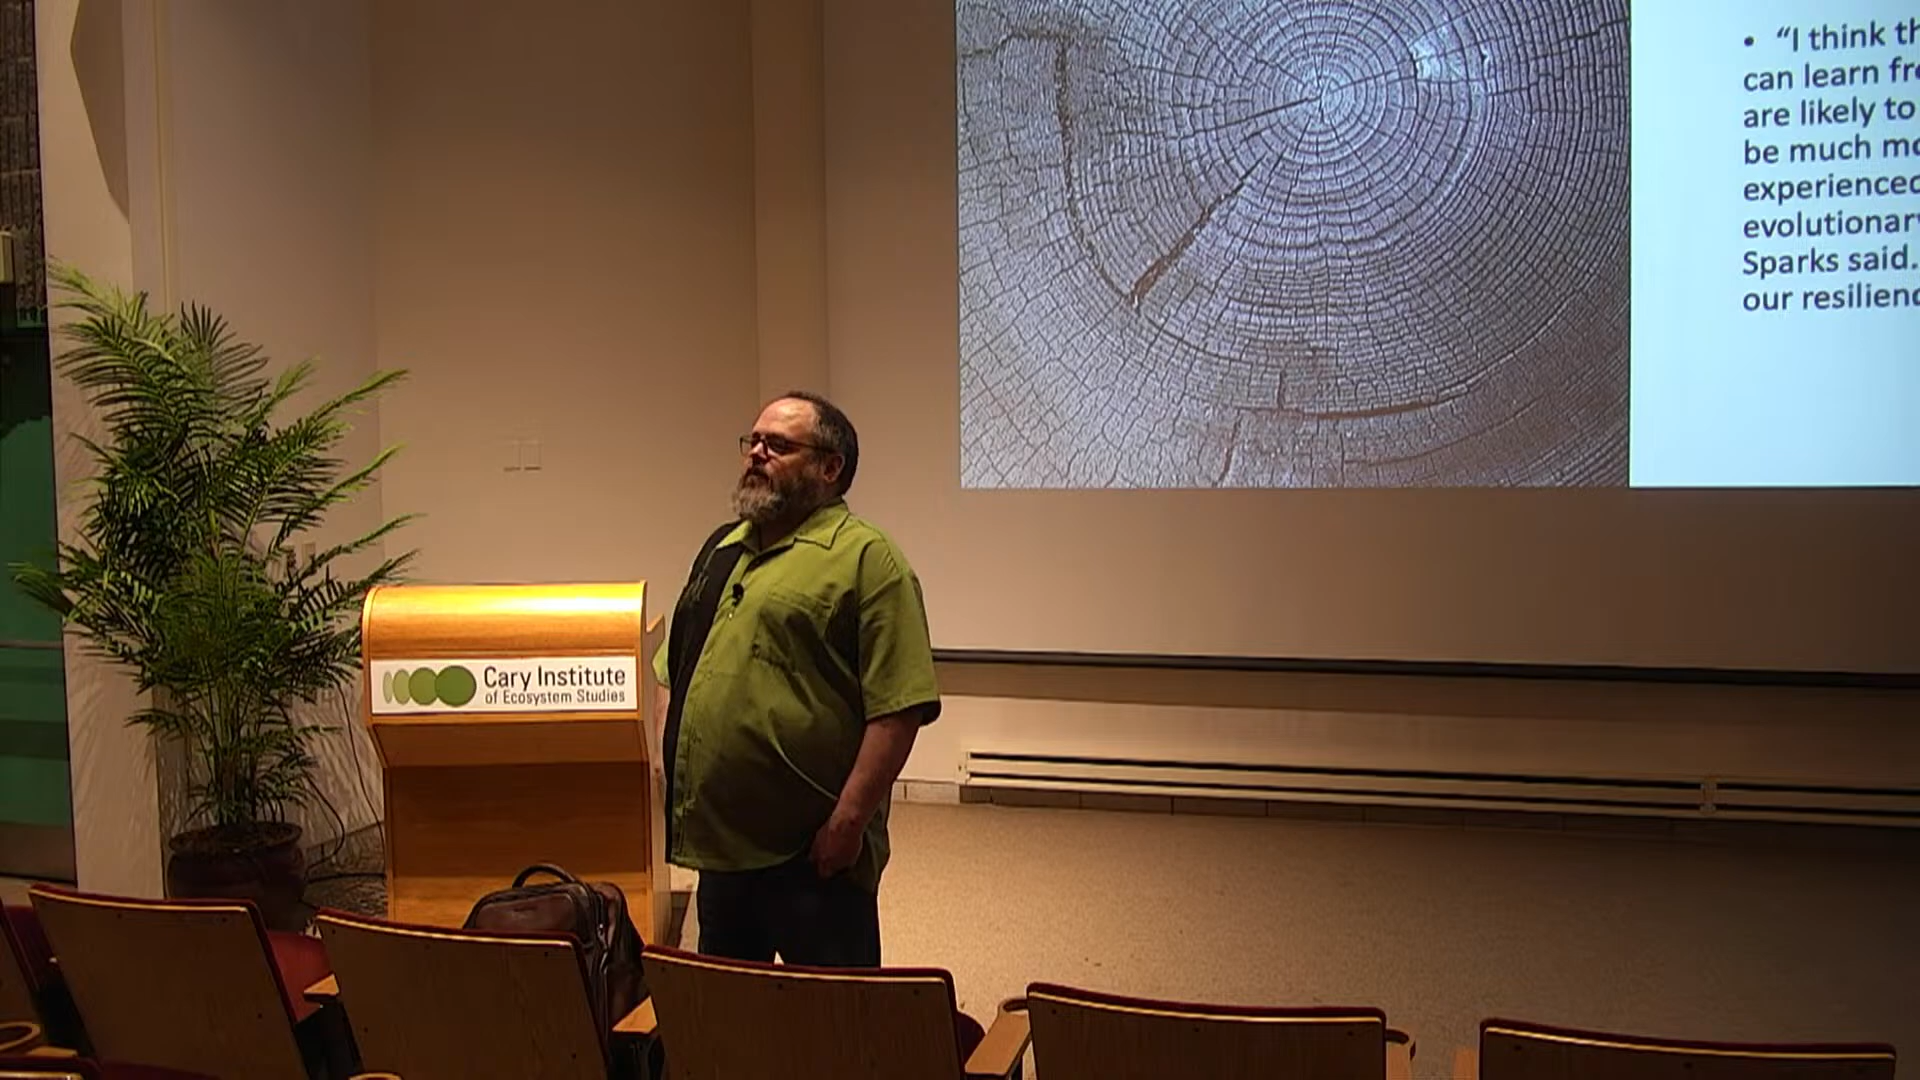 • “I think th
can learn fro
are likely to
be much mo
experienced
evolutionary
Sparks said.
our resilienc
Cary Institute
of Ecosystem Studies